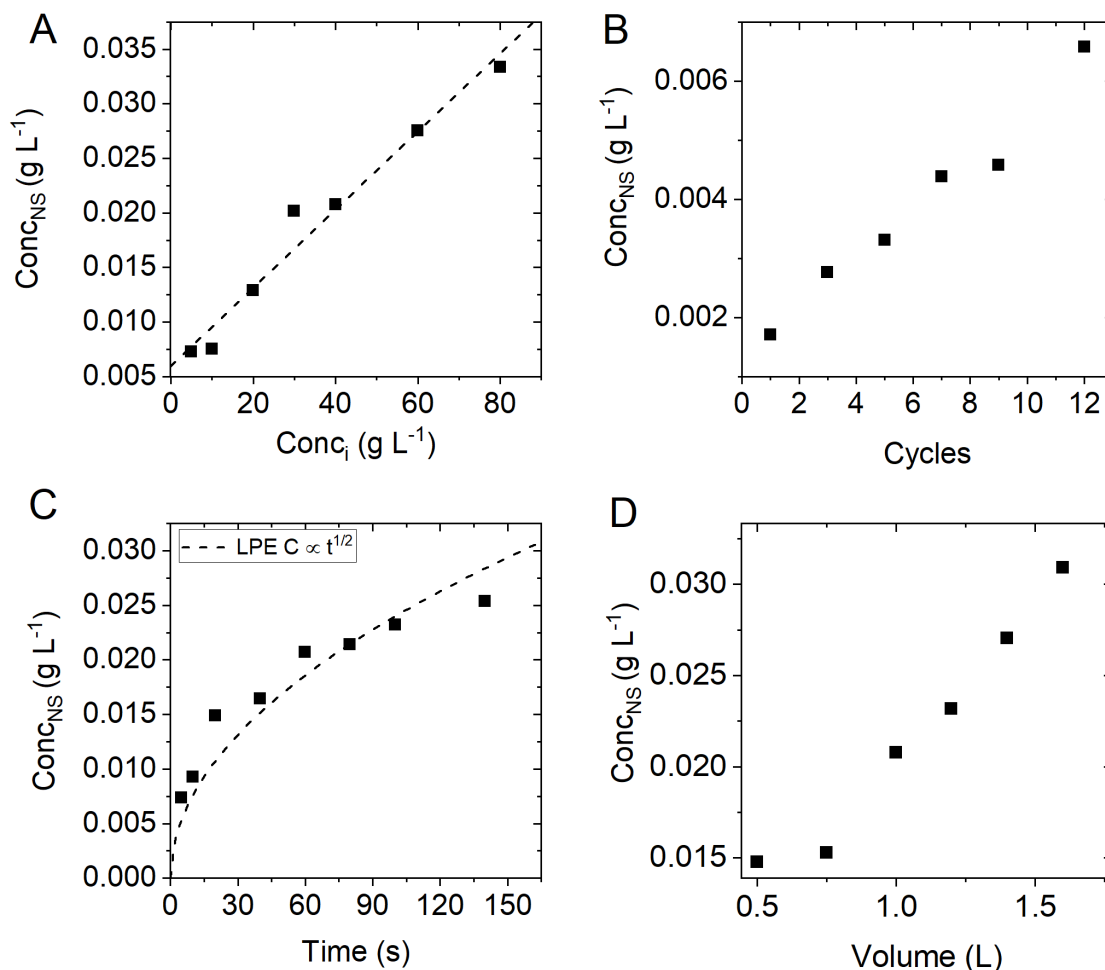 A
0.035
0.030
0.025
0.020
0.015
0.010
0.005
0 20 40 60 80
Conc_NS (g L⁻¹)
Conc_i (g L⁻¹)
B
0.006
0.004
0.002
0 2 4 6 8 10 12
Conc_NS (g L⁻¹)
Cycles
C
LPE C ∝ t^1/2
0.030
0.025
0.020
0.015
0.010
0.005
0.000
0 30 60 90 120 150
Conc_NS (g L⁻¹)
Time (s)
D
0.030
0.025
0.020
0.015
0.5 1.0 1.5
Conc_NS (g L⁻¹)
Volume (L)